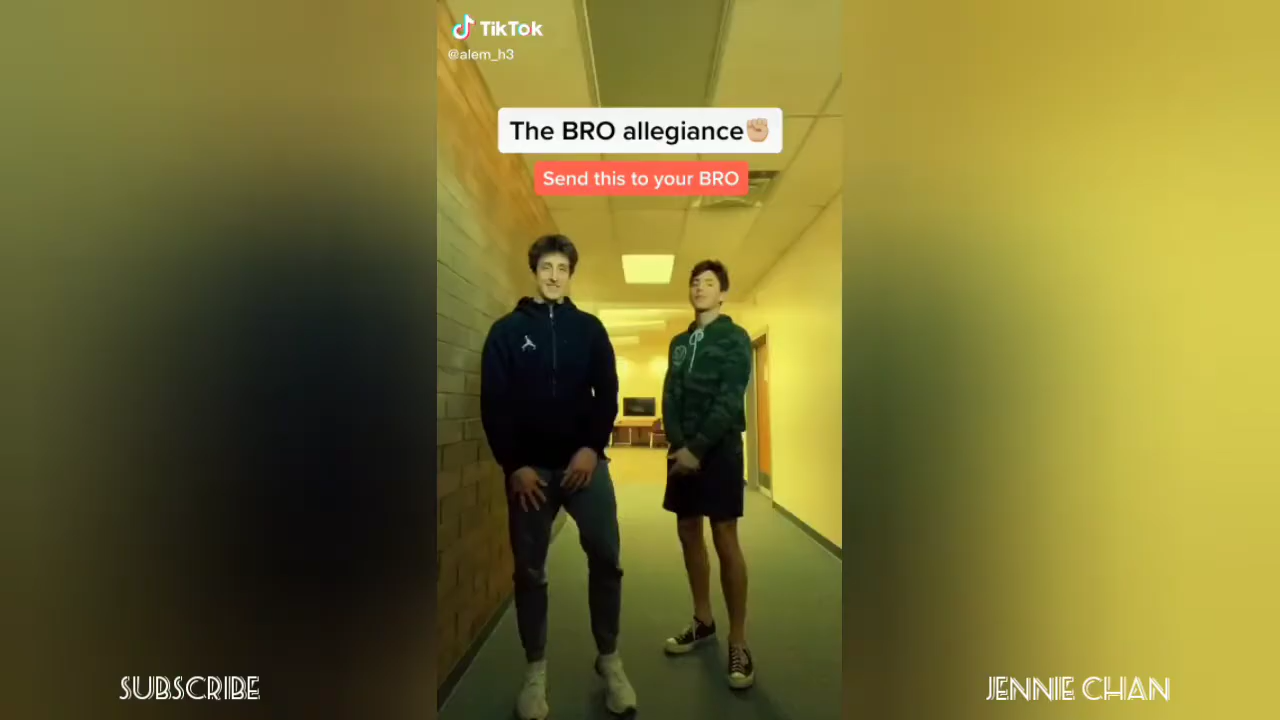 TikTok
@alem_h3
The BRO allegiance✊🏼
Send this to your BRO
SUBSCRIBE
JENNIE CHAN